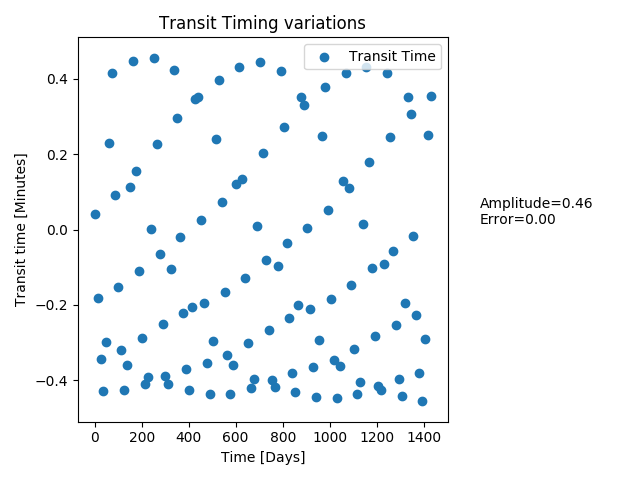 Transit Timing variations
Transit Time
0.4
0.2
0.0
−0.2
−0.4
Transit time [Minutes]
0 200 400 600 800 1000 1200 1400
Time [Days]
Amplitude=0.46
Error=0.00